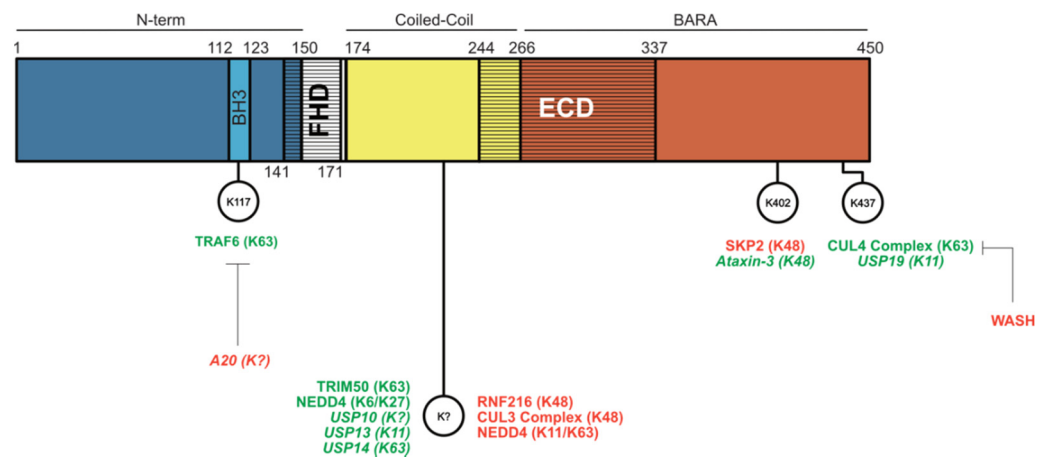 N-term Coiled-Coil BARA
1 112 123 150 174 244 266 337 450
BH3 FHD ECD
141 171
K117 K402 K437
TRAF6 (K63) SKP2 (K48) CUL4 Complex (K63)
Ataxin-3 (K48) USP19 (K11)
WASH
A20 (K?)
TRIM50 (K63)
NEDD4 (K6/K27) RNF216 (K48)
USP10 (K?) K? CUL3 Complex (K48)
USP13 (K11) NEDD4 (K11/K63)
USP14 (K63)